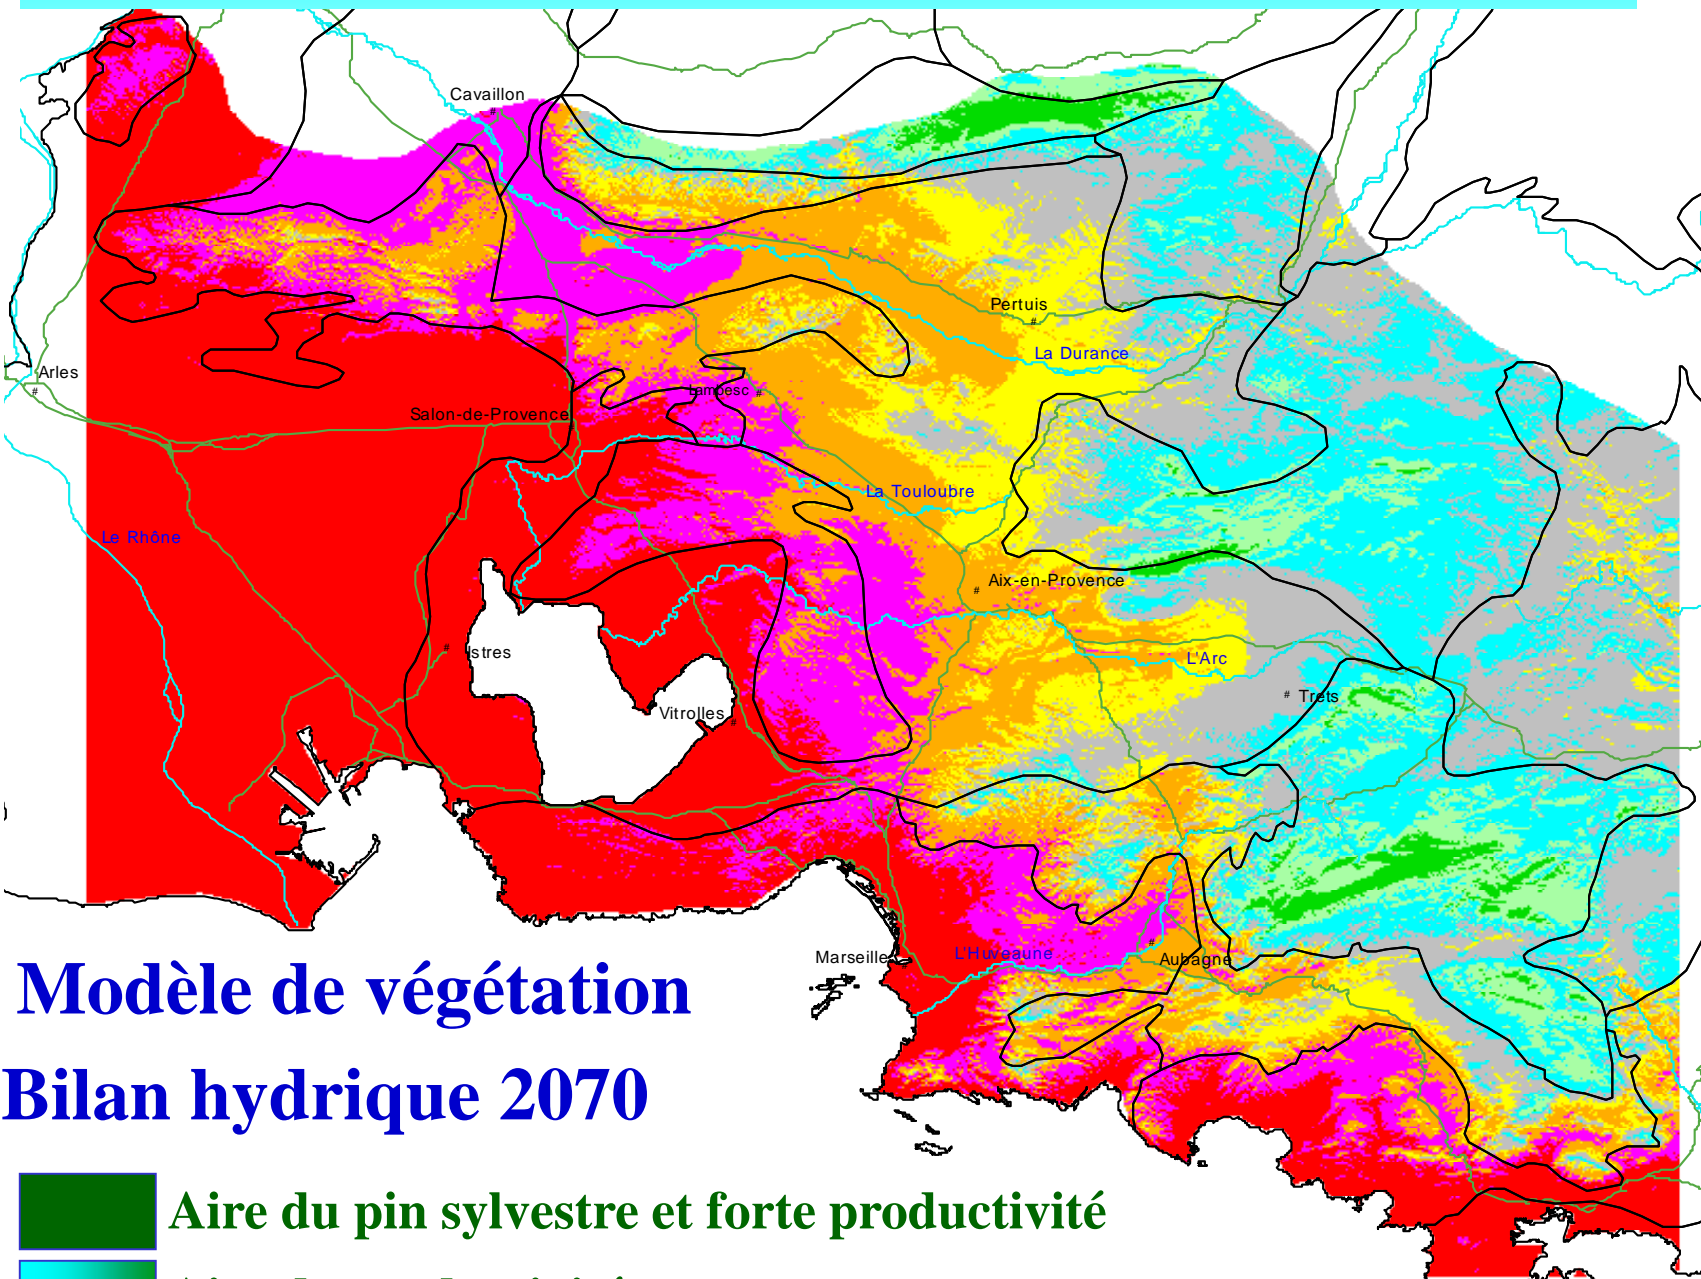 Cavaillon
Pertuis
La Durance
Arles
Lambesc
Salon-de-Provence
La Touloubre
Le Rhône
Aix-en-Provence
Istres
L'Arc
Trets
Vitrolles
Marseille
L'Huveaune
Aubagne
Modèle de végétation
Bilan hydrique 2070
Aire du pin sylvestre et forte productivité